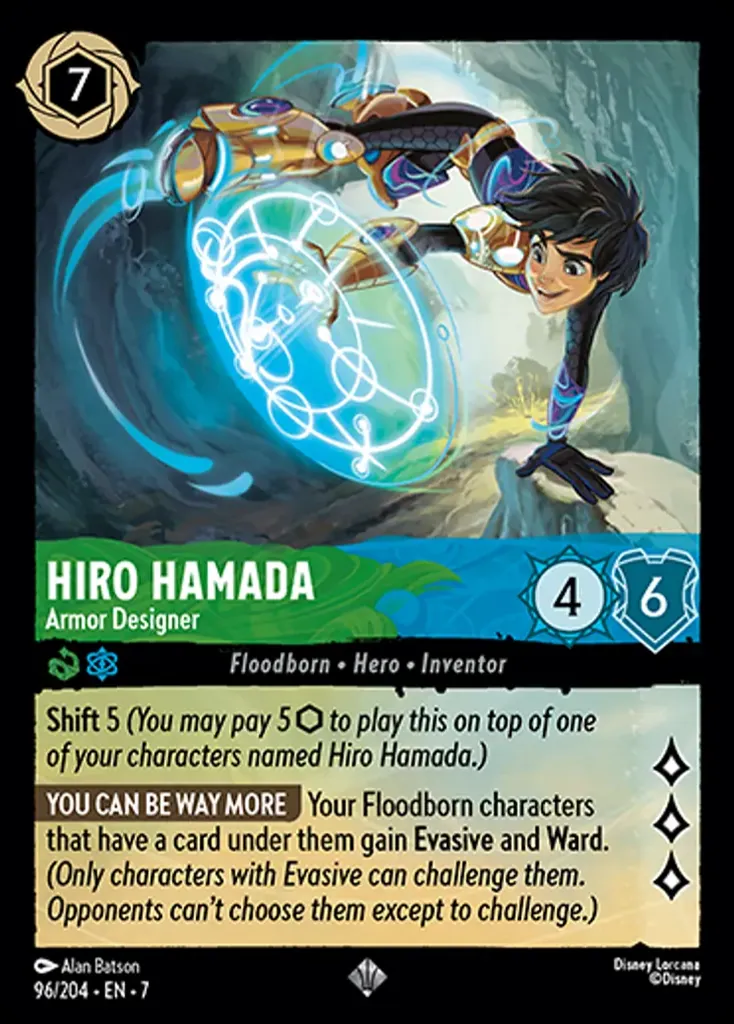 7
HIRO HAMADA
Armor Designer
4
6
Floodborn • Hero • Inventor
Shift 5 (You may pay 5 ⬡ to play this on top of one
of your characters named Hiro Hamada.)
YOU CAN BE WAY MORE Your Floodborn characters
that have a card under them gain Evasive and Ward.
(Only characters with Evasive can challenge them.
Opponents can't choose them except to challenge.)
Alan Batson
96/204 • EN • 7
Disney Lorcana
©Disney